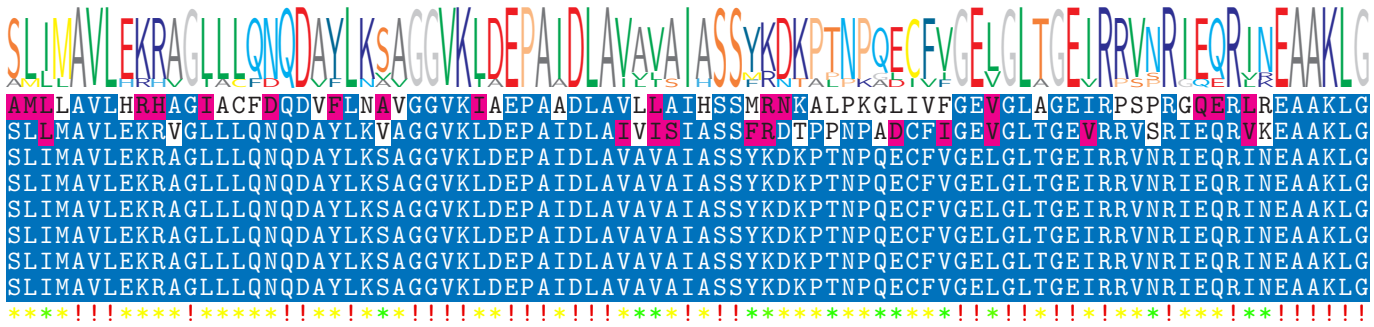 SLIMAVLEKRAGLLLQNQDAYLKSAGGVKLDEPAIDLAVAVAIASSYKDKPTNPQECFVGELGLTGEIRRVNRIEQRINEAAKLG
AMLLAVLHRHAGIACFDQDVFLNAVGGVKIAEPAADLAVLLAIHSSMRNKALPKGLIVFGEVGLAGEIRPSPRGQERLREAAKLG
SLLMAVLEKRVGLLLQNQDAYLKVAGGVKLDEPAIDLAIVISIASSFRDTPPNPADCFIGEVGLTGEVRRVSRIEQRVKEAAKLG
SLIMAVLEKRAGLLLQNQDAYLKSAGGVKLDEPAIDLAVAVAIASSYKDKPTNPQECFVGELGLTGEIRRVNRIEQRINEAAKLG
SLIMAVLEKRAGLLLQNQDAYLKSAGGVKLDEPAIDLAVAVAIASSYKDKPTNPQECFVGELGLTGEIRRVNRIEQRINEAAKLG
SLIMAVLEKRAGLLLQNQDAYLKSAGGVKLDEPAIDLAVAVAIASSYKDKPTNPQECFVGELGLTGEIRRVNRIEQRINEAAKLG
SLIMAVLEKRAGLLLQNQDAYLKSAGGVKLDEPAIDLAVAVAIASSYKDKPTNPQECFVGELGLTGEIRRVNRIEQRINEAAKLG
SLIMAVLEKRAGLLLQNQDAYLKSAGGVKLDEPAIDLAVAVAIASSYKDKPTNPQECFVGELGLTGEIRRVNRIEQRINEAAKLG
SLIMAVLEKRAGLLLQNQDAYLKSAGGVKLDEPAIDLAVAVAIASSYKDKPTNPQECFVGELGLTGEIRRVNRIEQRINEAAKLG
****!!!****!*****!!**!***!!!!**!!!*!!!****!*!!*************!!*!!*!!*!***!***!**!!!!!!